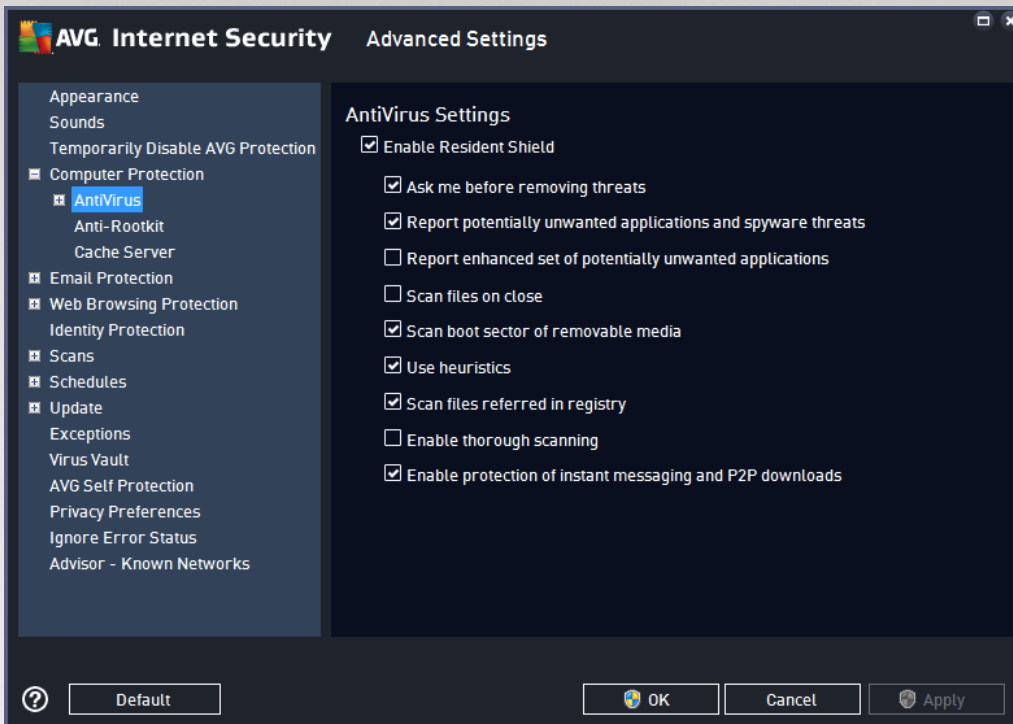 AVG. Internet Security Advanced Settings
Appearance
Sounds
Temporarily Disable AVG Protection
Computer Protection
AntiVirus
Anti-Rootkit
Cache Server
Email Protection
Web Browsing Protection
Identity Protection
Scans
Schedules
Update
Exceptions
Virus Vault
AVG Self Protection
Privacy Preferences
Ignore Error Status
Advisor - Known Networks
AntiVirus Settings
Enable Resident Shield
Ask me before removing threats
Report potentially unwanted applications and spyware threats
Report enhanced set of potentially unwanted applications
Scan files on close
Scan boot sector of removable media
Use heuristics
Scan files referred in registry
Enable thorough scanning
Enable protection of instant messaging and P2P downloads
? Default OK Cancel Apply